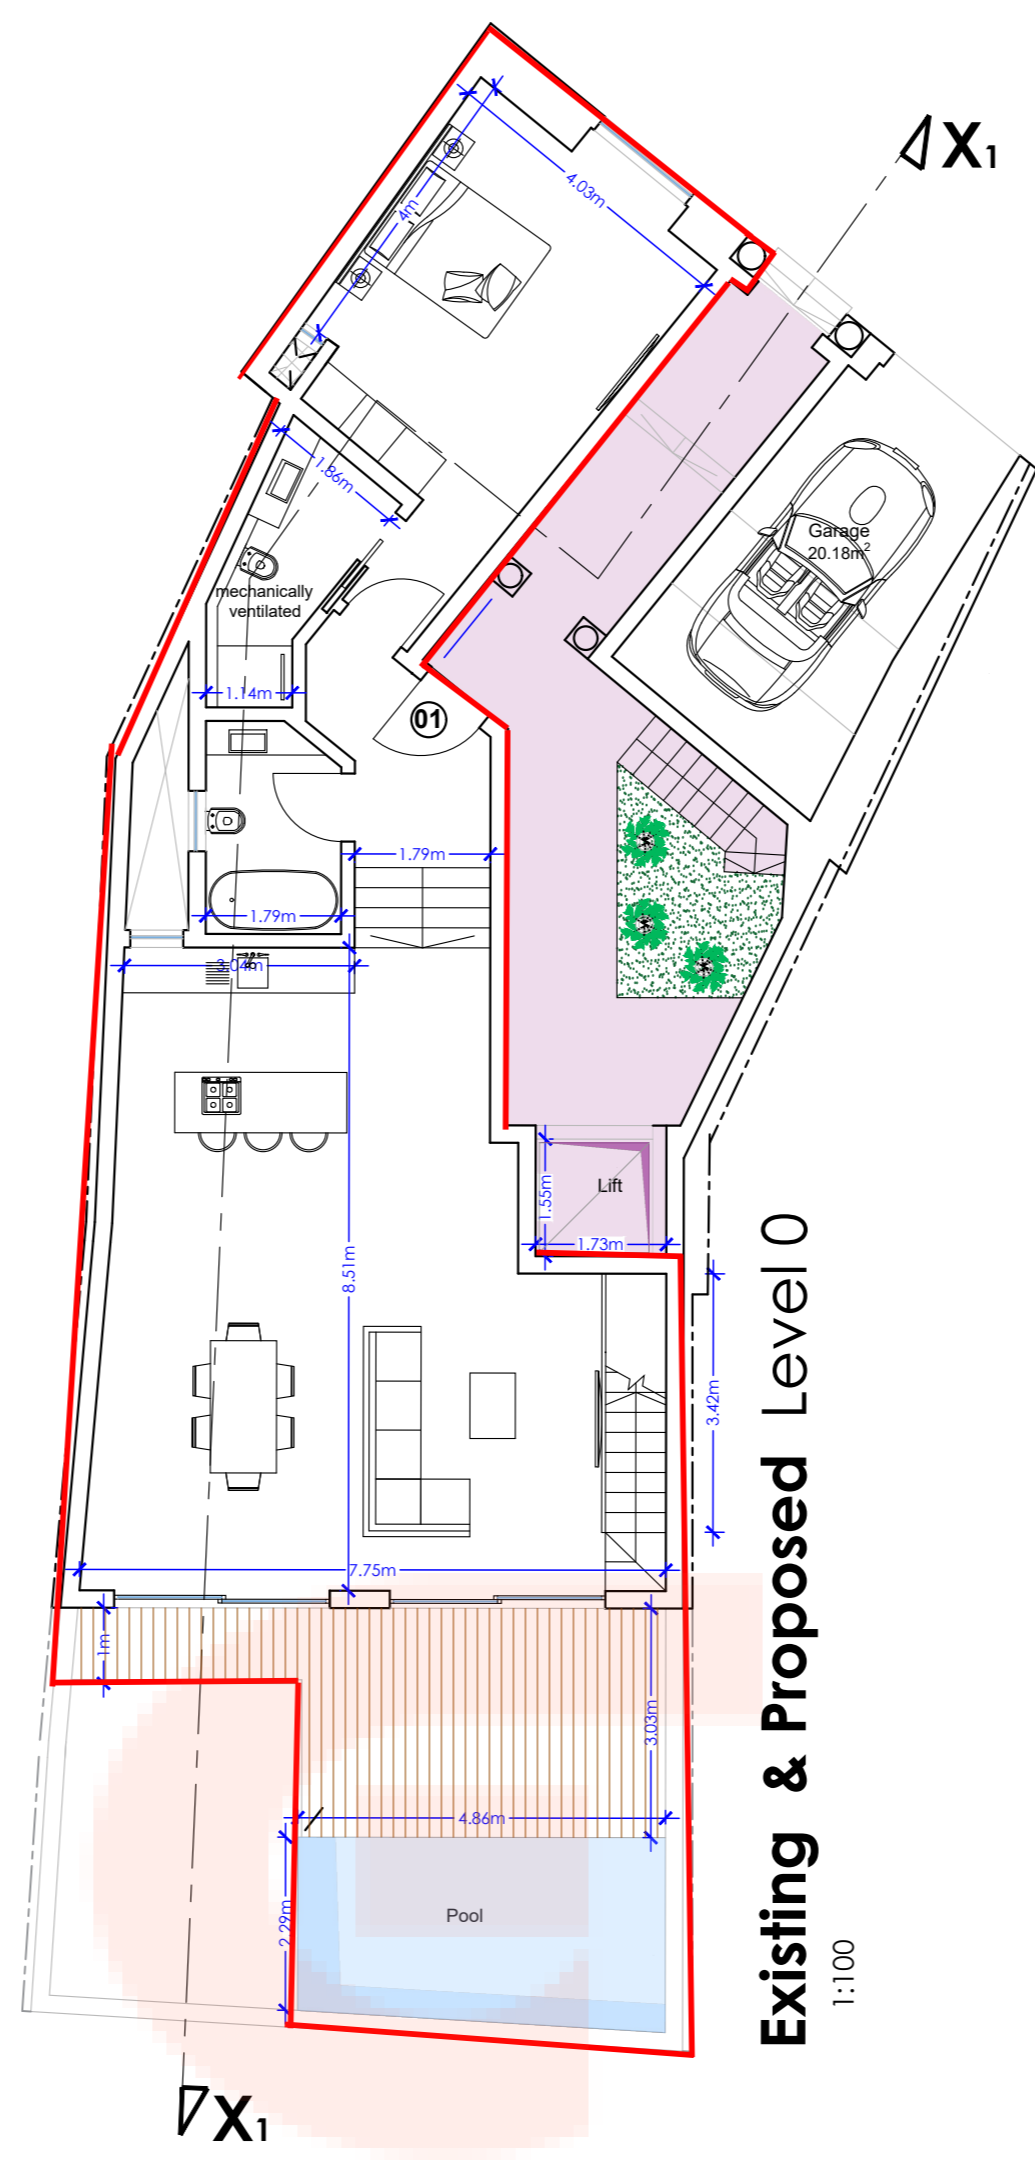 X1
4.03m
4m
1.86m
Garage
20.18m²
mechanically
ventilated
1.14m
01
1.79m
1.79m
3.04m
Lift
1.55m
1.73m
8.51m
3.42m
7.75m
1m
3.03m
4.86m
Pool
2.29m
Existing & Proposed Level 0
1:100
X1